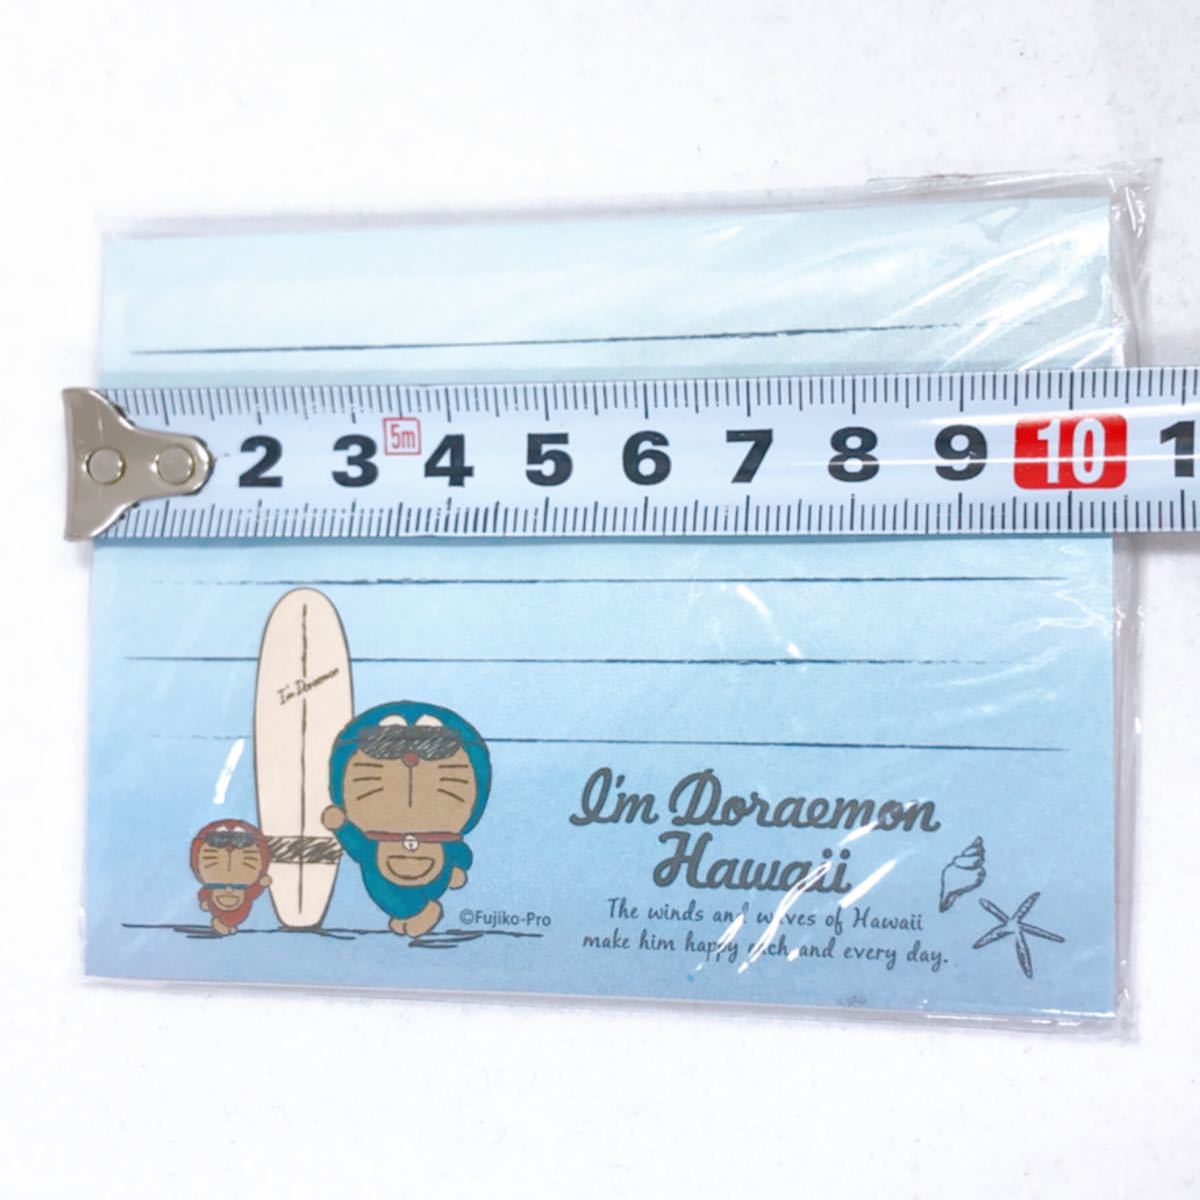 2 3 5m 4 5 6 7 8 9 10 1
I'm Doraemon
I'm Doraemon
Hawaii
©Fujiko-Pro
The winds and waves of Hawaii
make him happy each and every day.